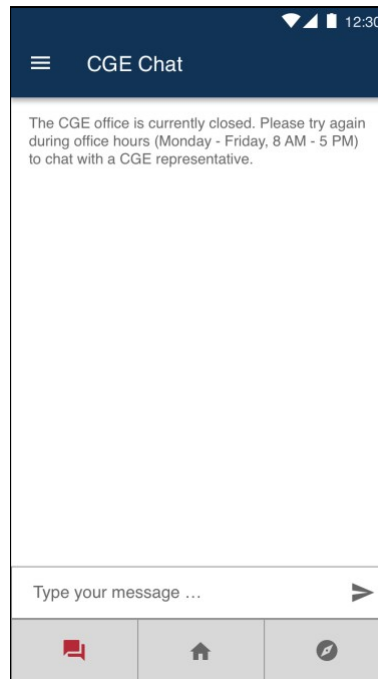 12:30
CGE Chat
The CGE office is currently closed. Please try again
during office hours (Monday - Friday, 8 AM - 5 PM)
to chat with a CGE representative.
Type your message …